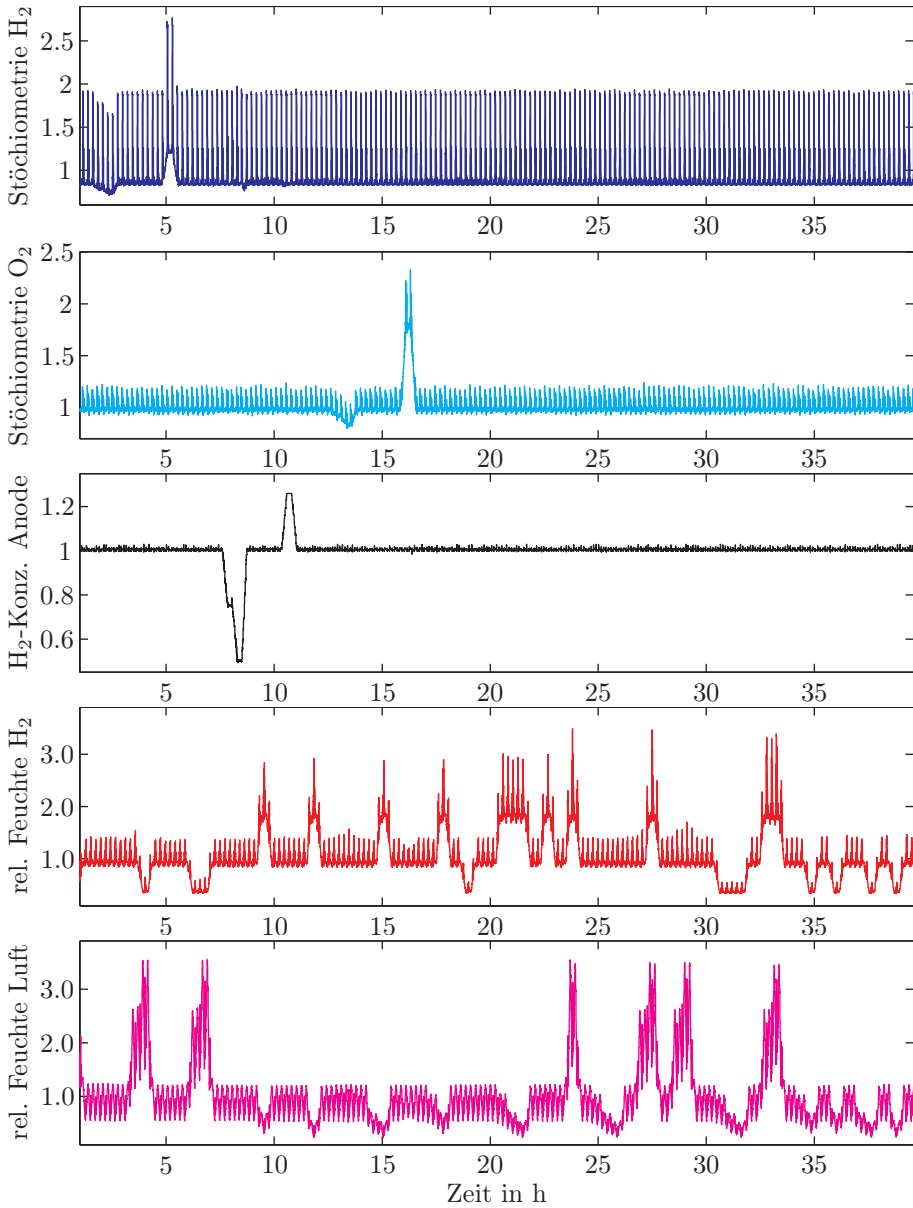 Stöchiometrie H₂
2.5
2
1.5
1
5 10 15 20 25 30 35
Stöchiometrie O₂
2.5
2
1.5
1
5 10 15 20 25 30 35
H₂-Konz. Anode
1.2
1
0.8
0.6
5 10 15 20 25 30 35
rel. Feuchte H₂
3.0
2.0
1.0
5 10 15 20 25 30 35
rel. Feuchte Luft
3.0
2.0
1.0
5 10 15 20 25 30 35
Zeit in h